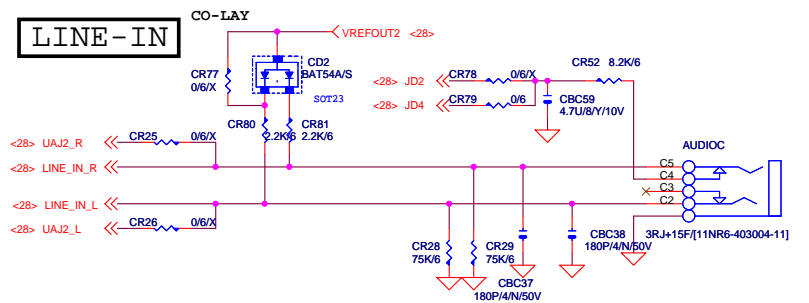 LINE-IN
CO-LAY
VREFOUT2 <28>
CR77
0/6/X
CD2
BAT54A/S
SOT23
CR80
2.2K/6
CR81
2.2K/6
<28> JD2
CR78
0/6/X
<28> JD4
CR79
0/6
CR52 8.2K/6
CBC59
4.7U/8/Y/10V
<28> UAJ2_R
CR25
0/6/X
<28> LINE_IN_R
<28> LINE_IN_L
<28> UAJ2_L
CR26
0/6/X
CR28
75K/6
CR29
75K/6
CBC37
180P/4/N/50V
CBC38
180P/4/N/50V
AUDIOC
C5
C4
C3
C2
3RJ+15F/[11NR6-403004-11]